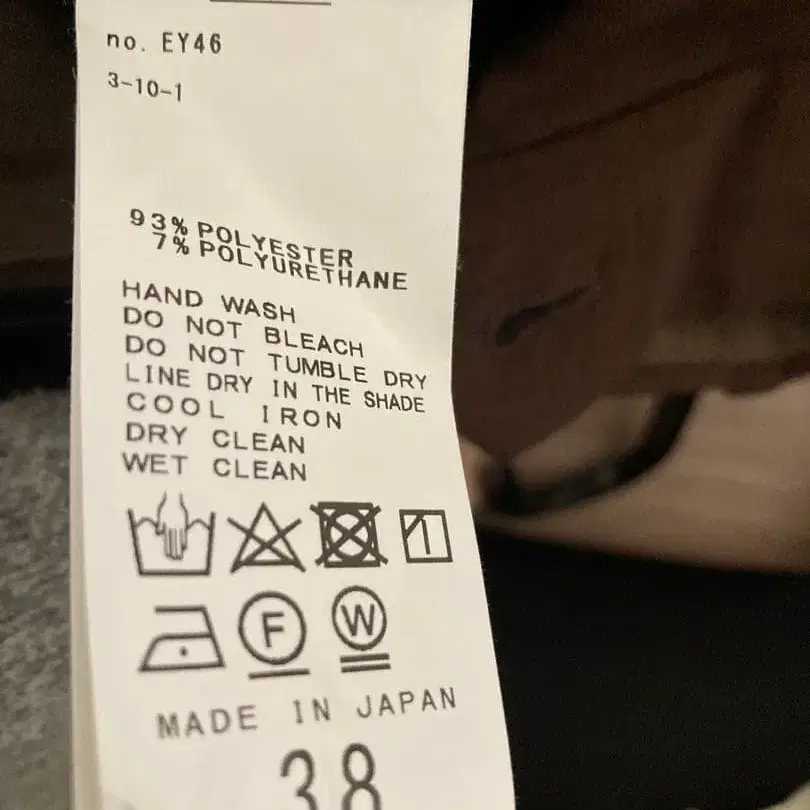 no. EY46
3-10-1
93% POLYESTER
7% POLYURETHANE
HAND WASH
DO NOT BLEACH
DO NOT TUMBLE DRY
LINE DRY IN THE SHADE
COOL IRON
DRY CLEAN
WET CLEAN
F W
MADE IN JAPAN
38